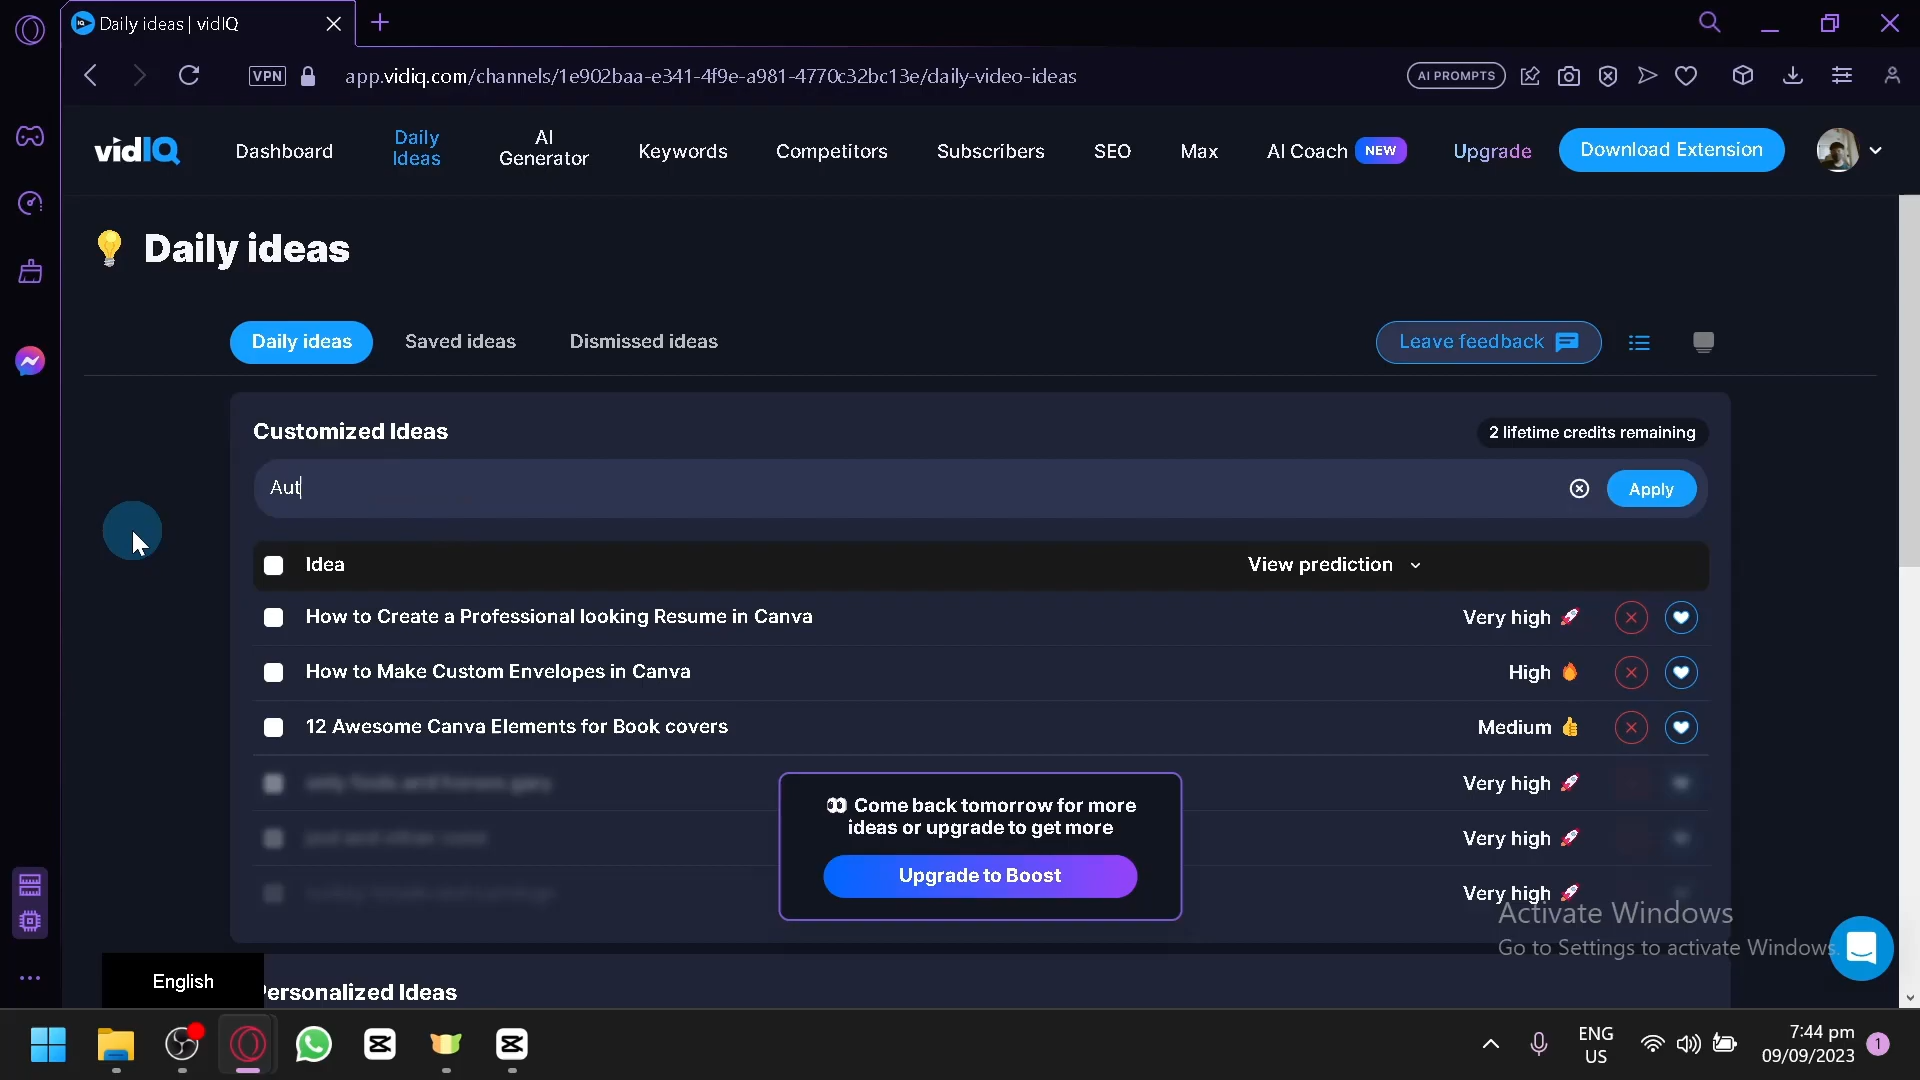 Daily ideas | vidIQ
VPN app.vidiq.com/channels/1e902baa-e341-4f9e-a981-4770c32bc13e/daily-video-ideas AI PROMPTS
vidIQ Dashboard Daily Ideas AI Generator Keywords Competitors Subscribers SEO Max AI Coach NEW Upgrade Download Extension
Daily ideas
Daily ideas Saved ideas Dismissed ideas Leave feedback
Customized Ideas 2 lifetime credits remaining
Aut Apply
Idea View prediction
How to Create a Professional looking Resume in Canva Very high
How to Make Custom Envelopes in Canva High
12 Awesome Canva Elements for Book covers Medium
Very high
Come back tomorrow for more
ideas or upgrade to get more
Very high
Upgrade to Boost
Very high
Activate Windows
Go to Settings to activate Windows.
English
Personalized Ideas
ENG
US
7:44 pm
09/09/2023
1